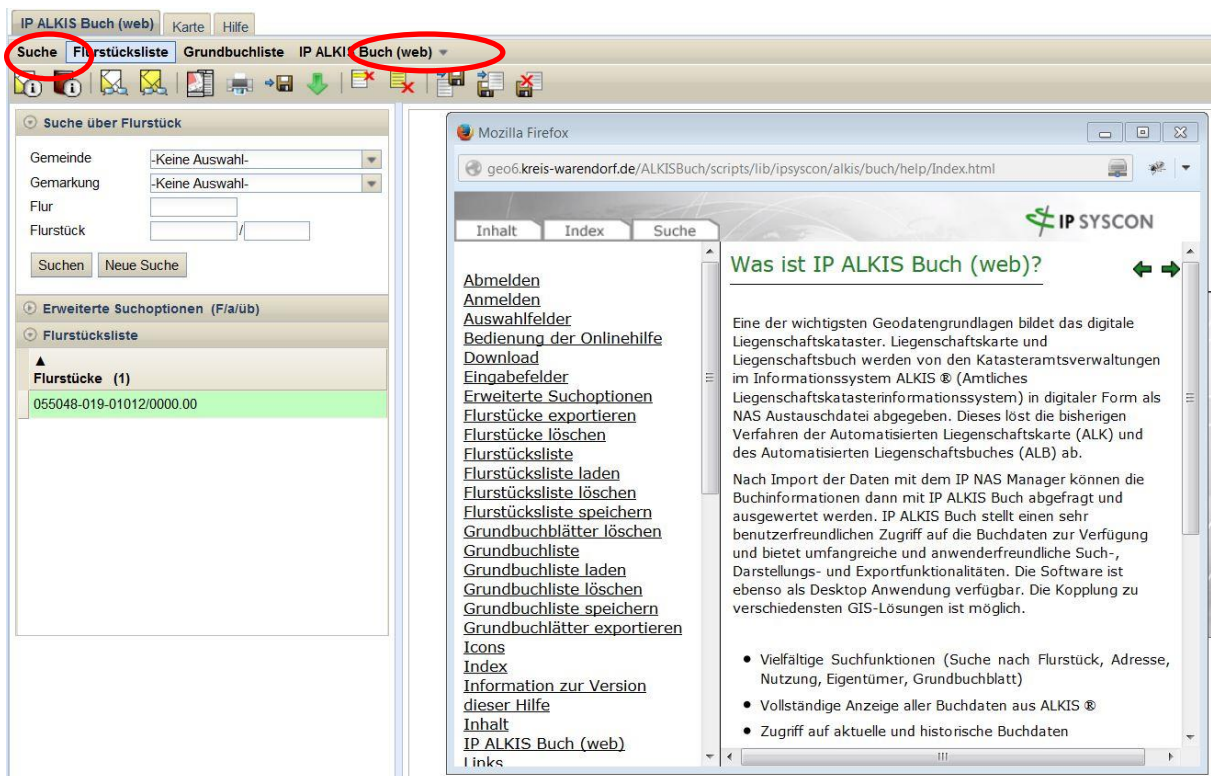 IP ALKIS Buch (web) Karte Hilfe
Suche Flurstücksliste Grundbuchliste IP ALKIS Buch (web)
Suche über Flurstück
Gemeinde -Keine Auswahl-
Gemarkung -Keine Auswahl-
Flur
Flurstück /
Suchen Neue Suche
Erweiterte Suchoptionen (F/a/üb)
Flurstücksliste
Flurstücke (1)
055048-019-01012/0000.00
Mozilla Firefox
geo6.kreis-warendorf.de/ALKISBuch/scripts/lib/ipsyscon/alkis/buch/help/Index.html
Inhalt Index Suche
IP SYSCON
Abmelden
Anmelden
Auswahlfelder
Bedienung der Onlinehilfe
Download
Eingabefelder
Erweiterte Suchoptionen
Flurstücke exportieren
Flurstücke löschen
Flurstücksliste
Flurstücksliste laden
Flurstücksliste löschen
Flurstücksliste speichern
Grundbuchblätter löschen
Grundbuchliste
Grundbuchliste laden
Grundbuchliste löschen
Grundbuchliste speichern
Grundbuchlätter exportieren
Icons
Index
Information zur Version
dieser Hilfe
Inhalt
IP ALKIS Buch (web)
Links
Was ist IP ALKIS Buch (web)?
Eine der wichtigsten Geodatengrundlagen bildet das digitale
Liegenschaftskataster. Liegenschaftskarte und
Liegenschaftsbuch werden von den Katasteramtsverwaltungen
im Informationssystem ALKIS ® (Amtliches
Liegenschaftskatasterinformationssystem) in digitaler Form als
NAS Austauschdatei abgegeben. Dieses löst die bisherigen
Verfahren der Automatisierten Liegenschaftskarte (ALK) und
des Automatisierten Liegenschaftsbuches (ALB) ab.
Nach Import der Daten mit dem IP NAS Manager können die
Buchinformationen dann mit IP ALKIS Buch abgefragt und
ausgewertet werden. IP ALKIS Buch stellt einen sehr
benutzerfreundlichen Zugriff auf die Buchdaten zur Verfügung
und bietet umfangreiche und anwenderfreundliche Such-,
Darstellungs- und Exportfunktionalitäten. Die Software ist
ebenso als Desktop Anwendung verfügbar. Die Kopplung zu
verschiedensten GIS-Lösungen ist möglich.
• Vielfältige Suchfunktionen (Suche nach Flurstück, Adresse,
Nutzung, Eigentümer, Grundbuchblatt)
• Vollständige Anzeige aller Buchdaten aus ALKIS ®
• Zugriff auf aktuelle und historische Buchdaten